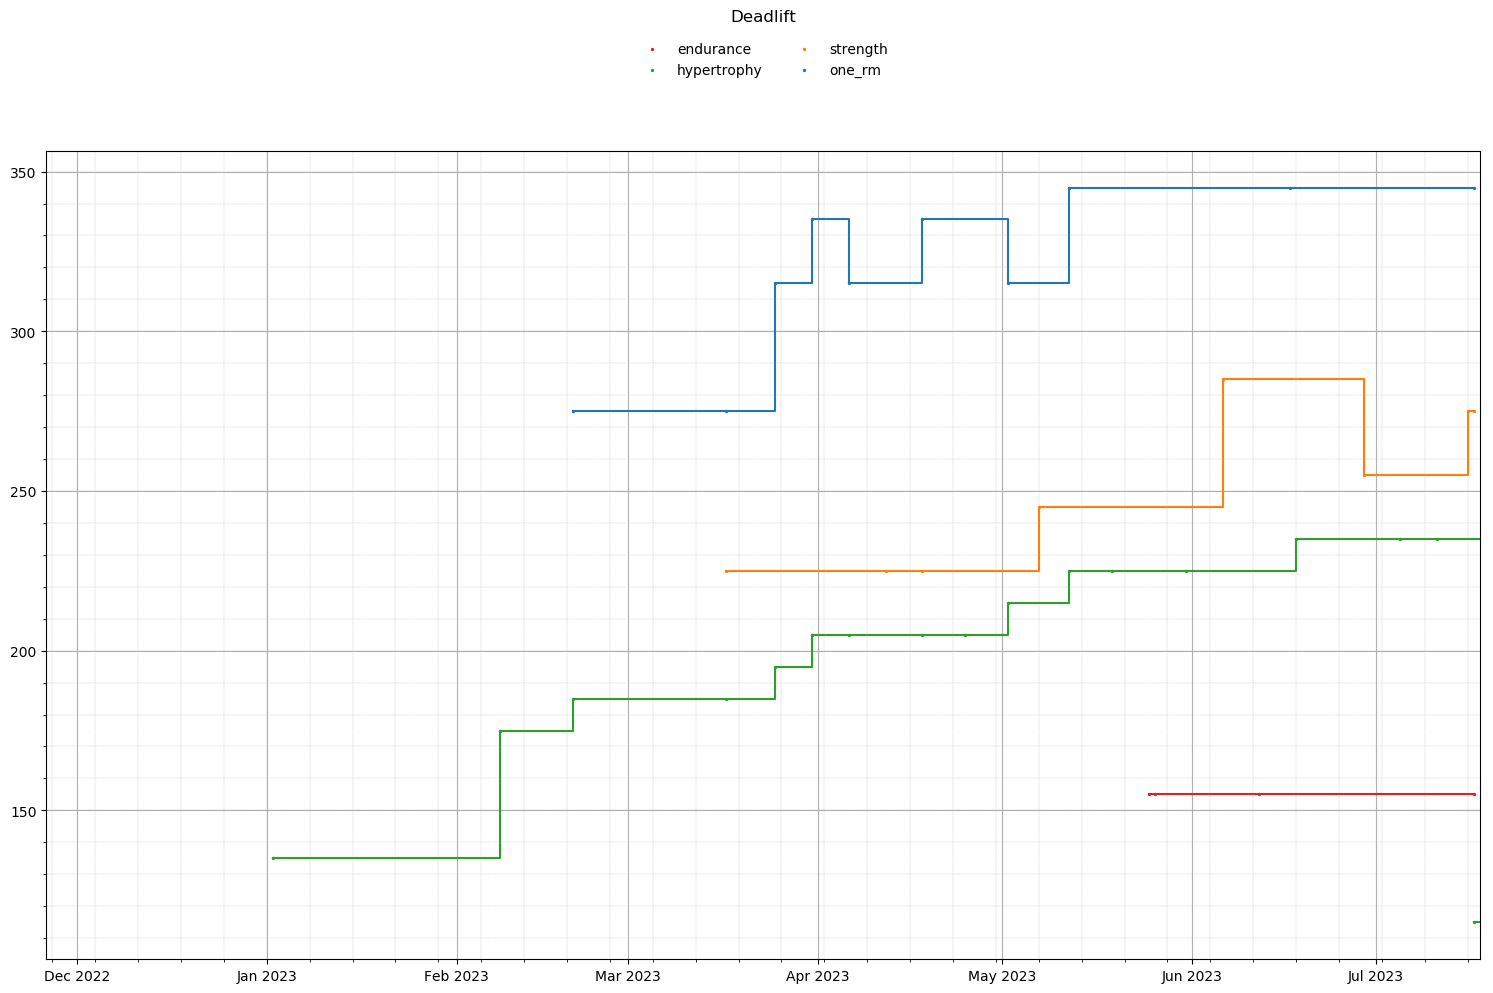 Deadlift
endurance strength
hypertrophy one_rm
350
300
250
200
150
Dec 2022 Jan 2023 Feb 2023 Mar 2023 Apr 2023 May 2023 Jun 2023 Jul 2023